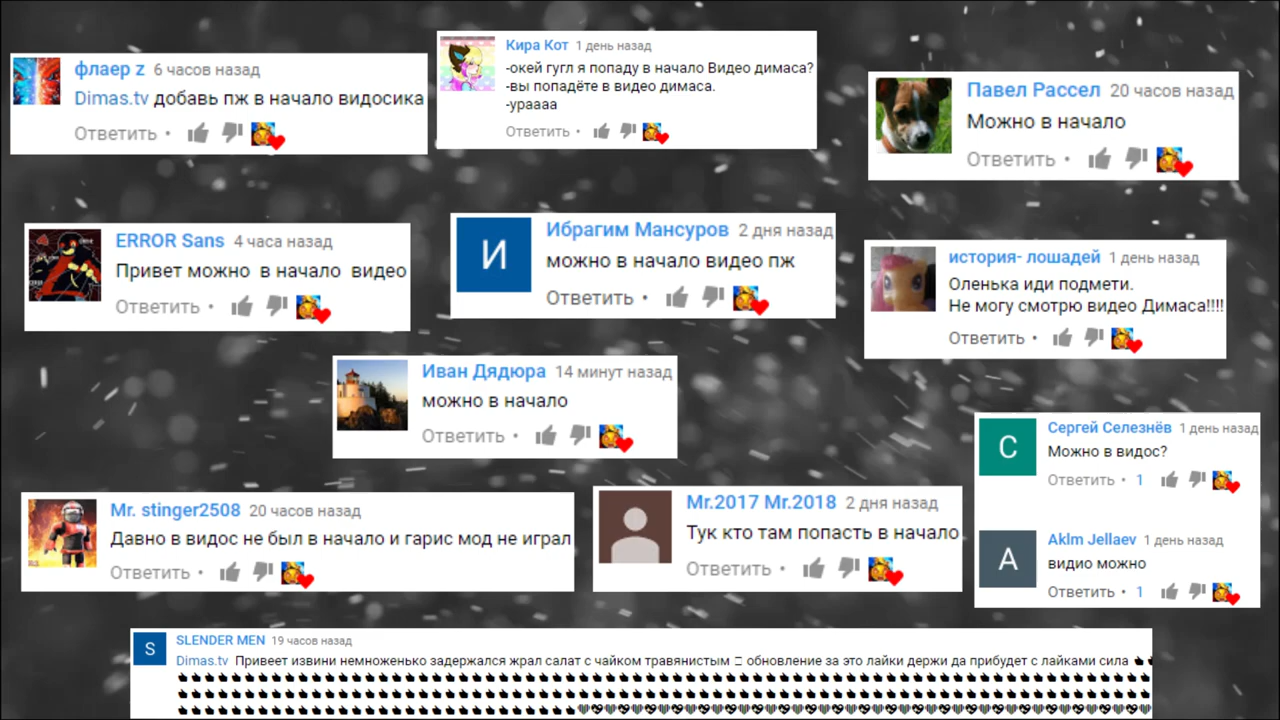 флаер z 6 часов назад
Dimas.tv добавь пж в начало видосика
Ответить
Кира Кот 1 день назад
-окей гугл я попаду в начало Видео димаса?
-вы попадёте в видео димаса.
-ураааа
Ответить
Павел Рассел 20 часов назад
Можно в начало
Ответить
ERROR Sans 4 часа назад
Привет можно в начало видео
Ответить
И
Ибрагим Мансуров 2 дня назад
можно в начало видео пж
Ответить
история- лошадей 1 день назад
Оленька иди подмети.
Не могу смотрю видео Димаса!!!!
Ответить
Иван Дядюра 14 минут назад
можно в начало
Ответить
С
Сергей Селезнёв 1 день назад
Можно в видос?
Ответить • 1
Mr. stinger2508 20 часов назад
Давно в видос не был в начало и гарис мод не играл
Ответить
Mr.2017 Mr.2018 2 дня назад
Тук кто там попасть в начало
Ответить
A
Aklm Jellaev 1 день назад
видио можно
Ответить • 1
S
SLENDER MEN 19 часов назад
Dimas.tv Привеет извини немноженько задержался жрал салат с чайком травянистым обновление за это лайки держи да прибудет с лайками сила